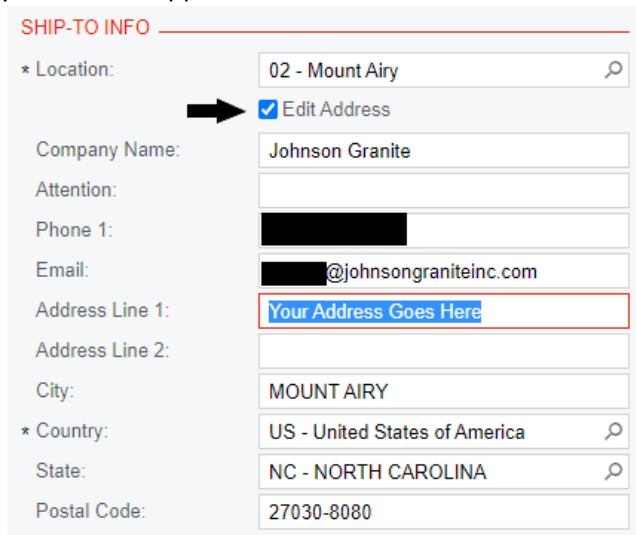 SHIP-TO INFO
* Location: 02 - Mount Airy
Edit Address
Company Name: Johnson Granite
Attention:
Phone 1:
Email: @johnsongraniteinc.com
Address Line 1: Your Address Goes Here
Address Line 2:
City: MOUNT AIRY
* Country: US - United States of America
State: NC - NORTH CAROLINA
Postal Code: 27030-8080